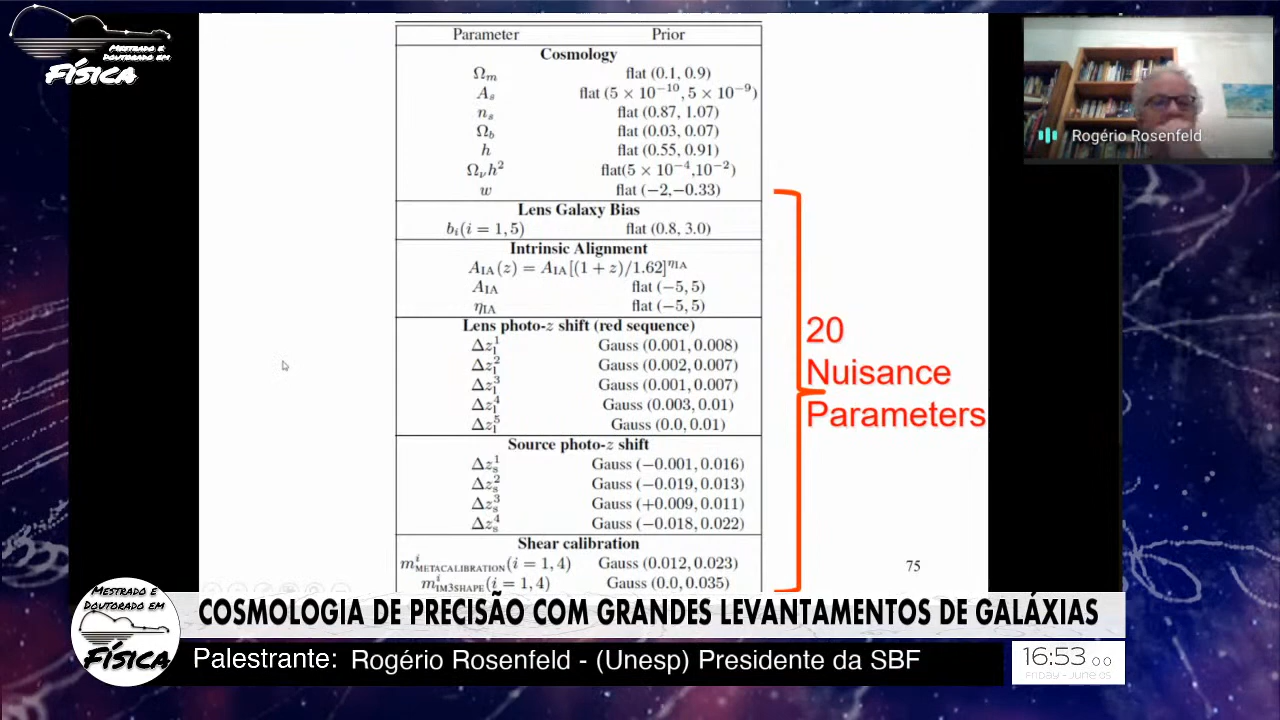 MESTRADO E
DOUTORADO EM
FÍSICA
Parameter Prior
Cosmology
Ωm flat (0.1, 0.9)
As flat (5 × 10⁻¹⁰, 5 × 10⁻⁹)
ns flat (0.87, 1.07)
Ωb flat (0.03, 0.07)
h flat (0.55, 0.91)
Ωνh² flat(5 × 10⁻⁴,10⁻²)
w flat (−2,−0.33)
Lens Galaxy Bias
bi(i = 1,5) flat (0.8, 3.0)
Intrinsic Alignment
AIA(z) = AIA[(1 + z)/1.62]^ηIA
AIA flat (−5, 5)
ηIA flat (−5, 5)
Lens photo-z shift (red sequence)
Δz¹l Gauss (0.001, 0.008)
Δz²l Gauss (0.002, 0.007)
Δz³l Gauss (0.001, 0.007)
Δz⁴l Gauss (0.003, 0.01)
Δz⁵l Gauss (0.0, 0.01)
Source photo-z shift
Δz¹s Gauss (−0.001, 0.016)
Δz²s Gauss (−0.019, 0.013)
Δz³s Gauss (+0.009, 0.011)
Δz⁴s Gauss (−0.018, 0.022)
Shear calibration
mⁱMETACALIBRATION(i = 1, 4) Gauss (0.012, 0.023)
mⁱIM3SHAPE(i = 1, 4) Gauss (0.0, 0.035)
20
Nuisance
Parameters
75
Rogério Rosenfeld
MESTRADO E
DOUTORADO EM
FÍSICA
COSMOLOGIA DE PRECISÃO COM GRANDES LEVANTAMENTOS DE GALÁXIAS
Palestrante: Rogério Rosenfeld - (Unesp) Presidente da SBF
16:53 00
FRIDAY - JUNE 05